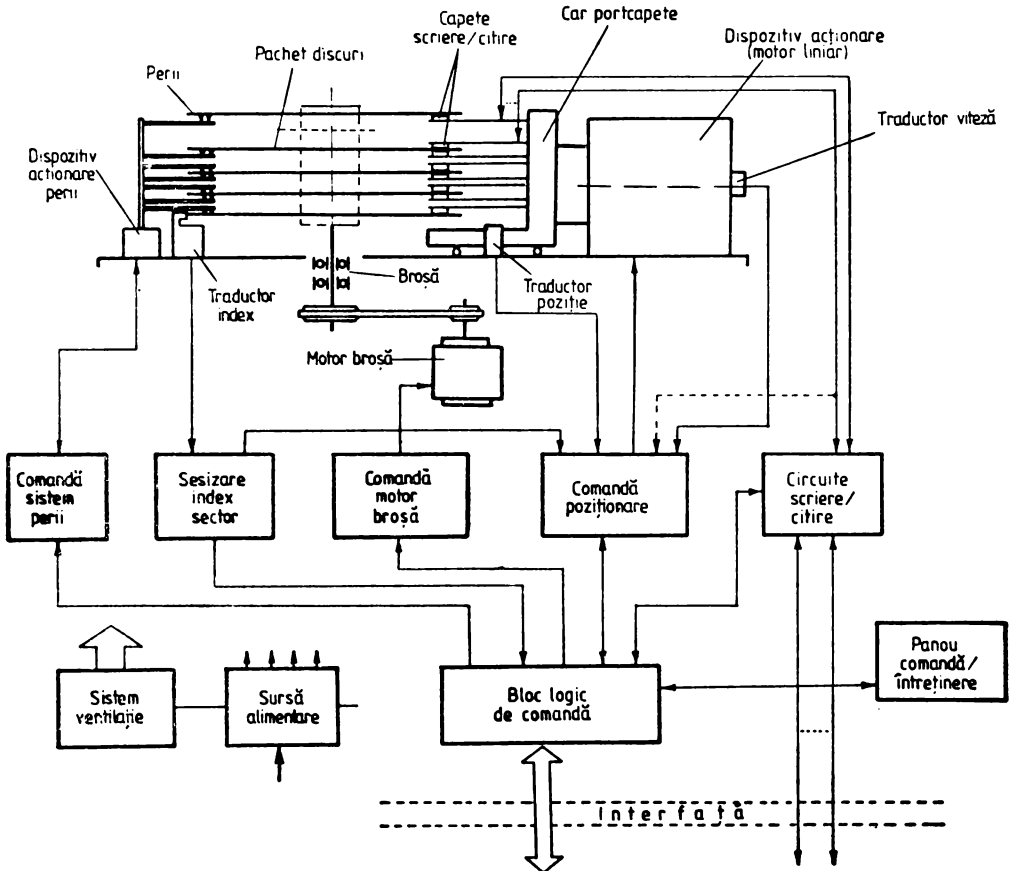 Capete
scriere/citire
Car portcapete
Dispozitiv acționare
(motor liniar)
Pachet discuri
Perii
Traductor viteză
Dispozitiv
acționare
perii
Traductor
index
Broșă
Traductor
poziție
Motor broșă
Comandă
sistem
perii
Sesizare
index
sector
Comandă
motor
broșă
Comandă
poziționare
Circuite
scriere/
citire
Panou
comandă/
întreținere
Sistem
ventilație
Sursă
alimentare
Bloc logic
de comandă
Interfață